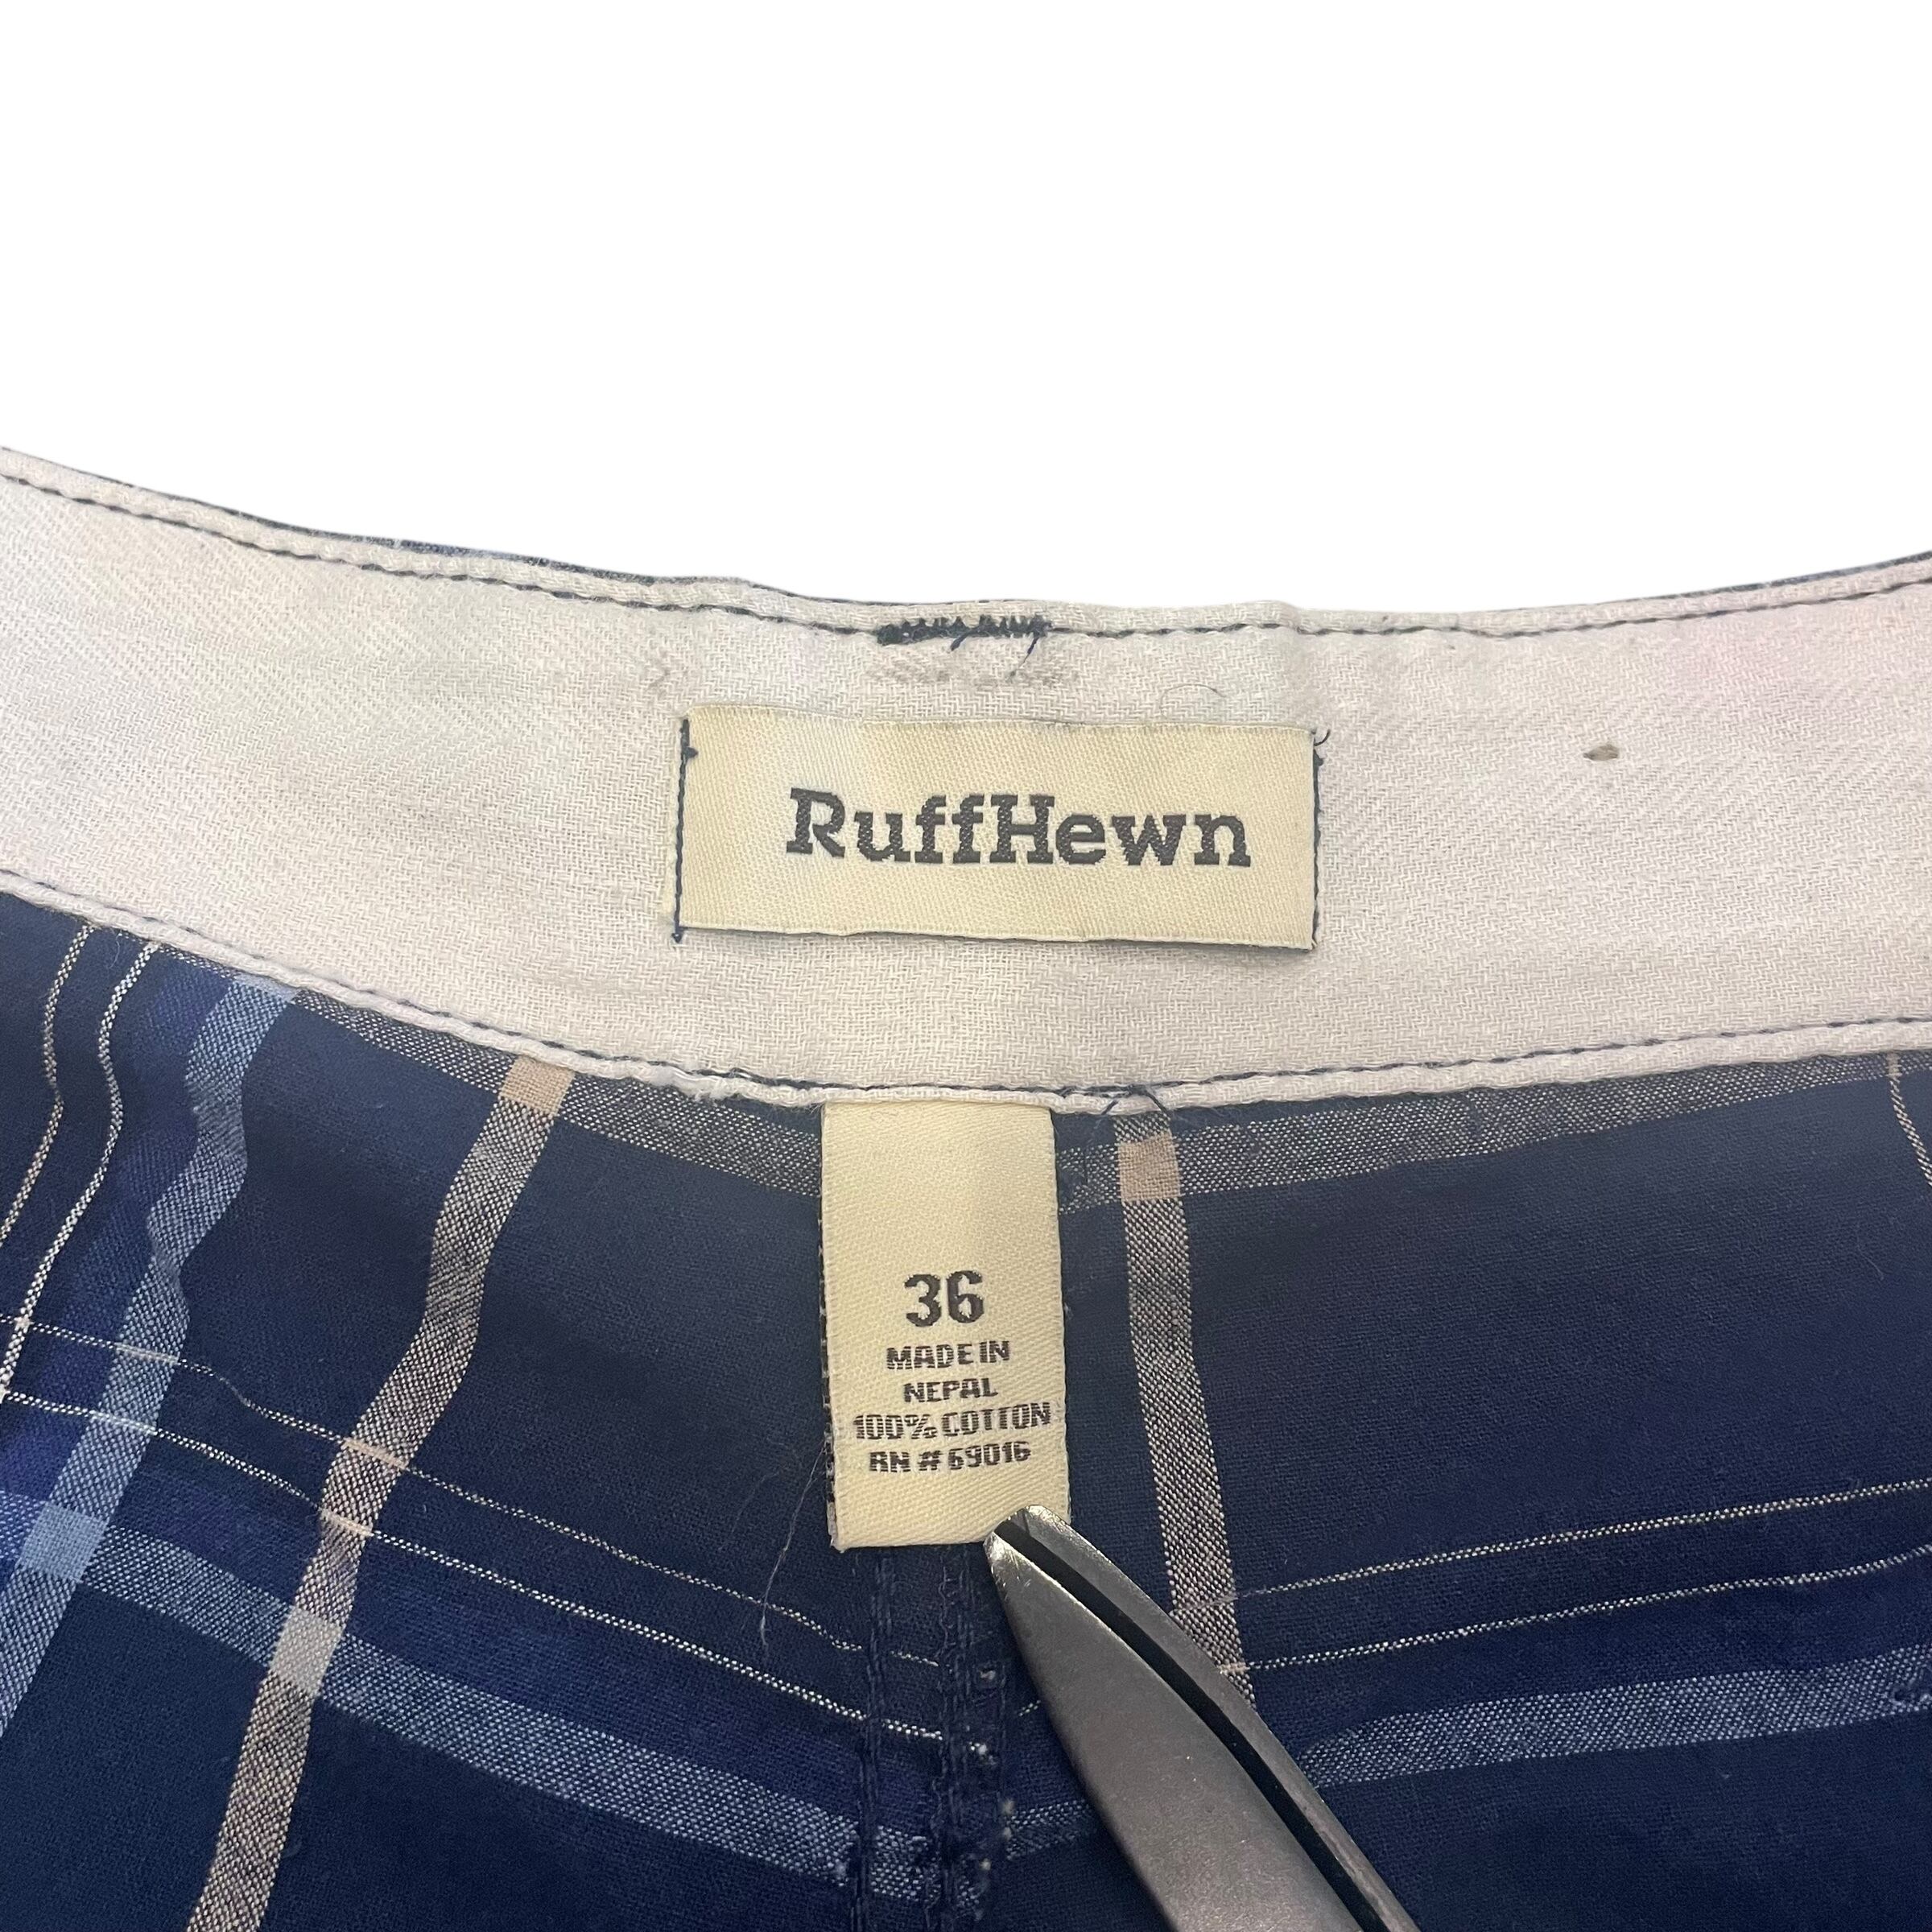 RuffHewn
36
MADE IN
NEPAL
100% COTTON
RN # 69016